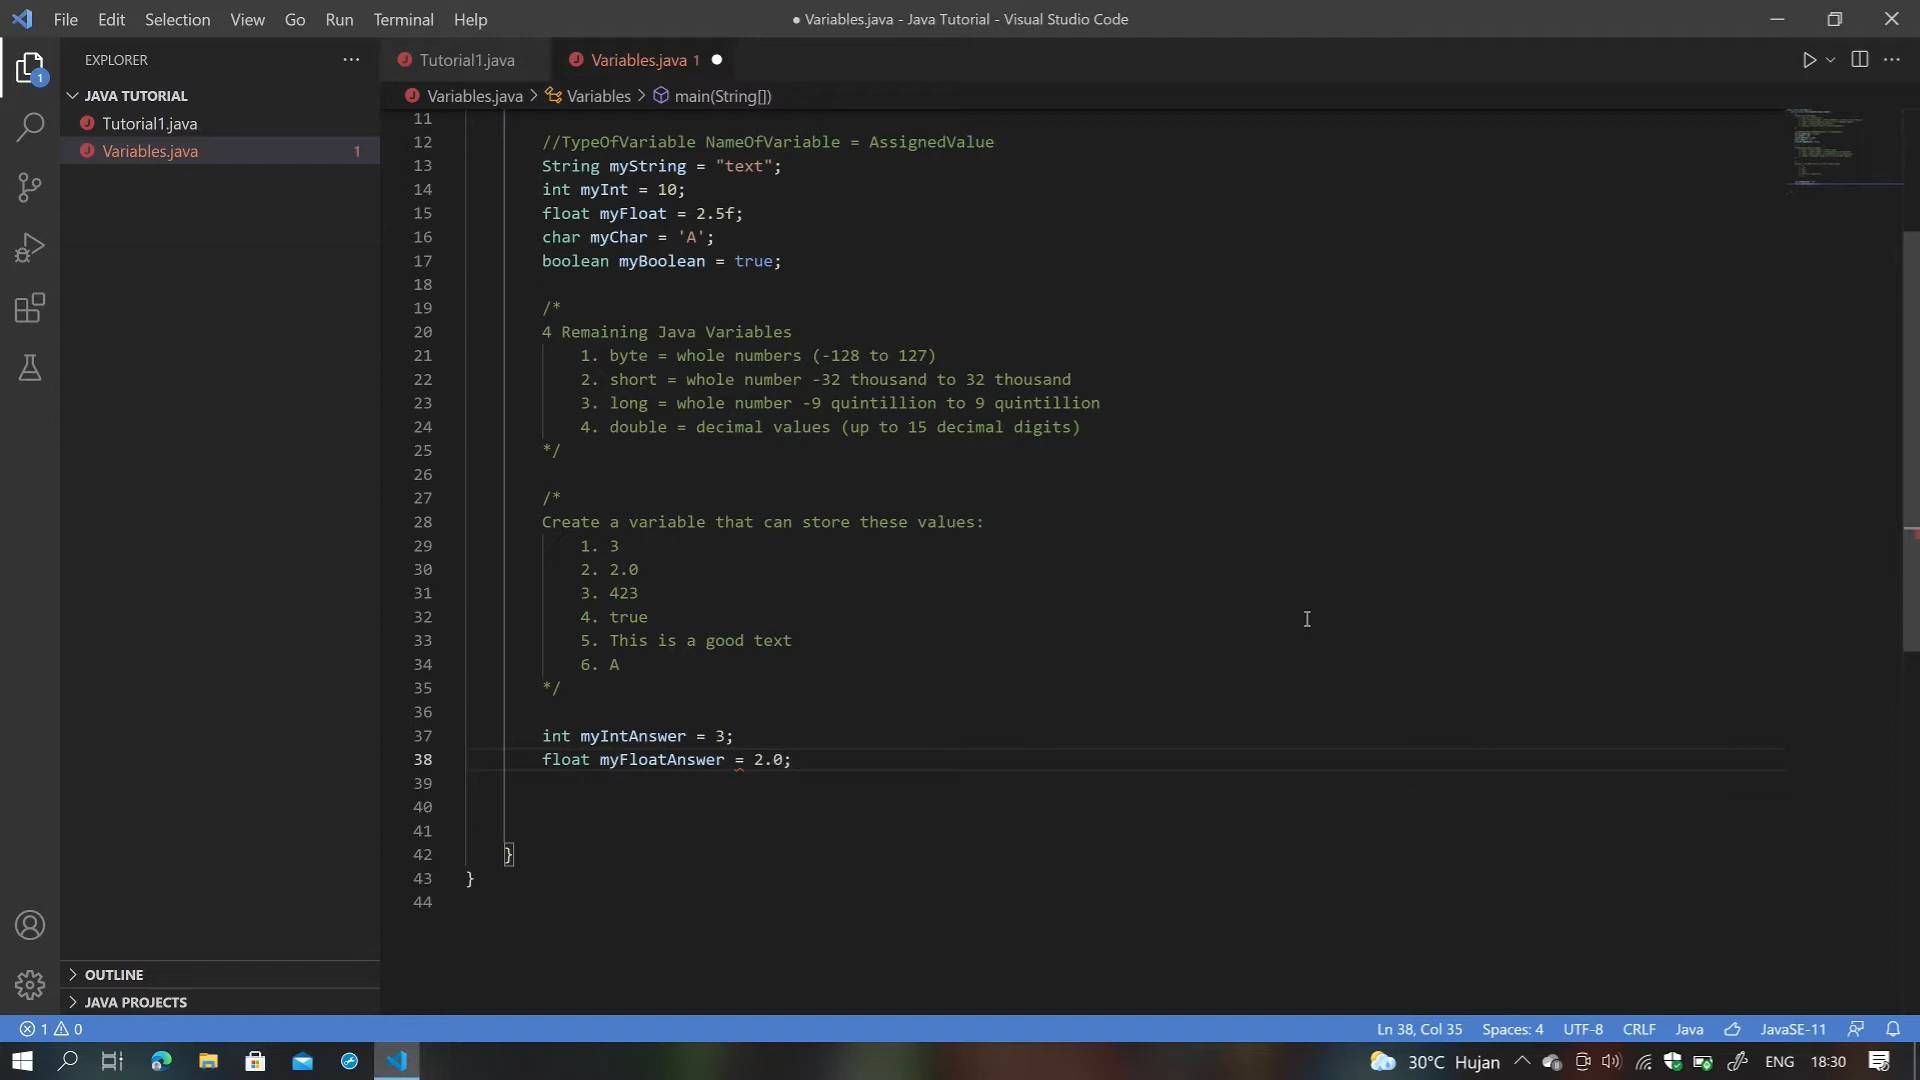 File Edit Selection View Go Run Terminal Help
● Variables.java - Java Tutorial - Visual Studio Code
EXPLORER
Tutorial1.java
Variables.java 1
JAVA TUTORIAL
Variables.java > Variables > main(String[])
Tutorial1.java
Variables.java 1
1
11
12 //TypeOfVariable NameOfVariable = AssignedValue
13 String myString = "text";
14 int myInt = 10;
15 float myFloat = 2.5f;
16 char myChar = 'A';
17 boolean myBoolean = true;
18
19 /*
20 4 Remaining Java Variables
21 1. byte = whole numbers (-128 to 127)
22 2. short = whole number -32 thousand to 32 thousand
23 3. long = whole number -9 quintillion to 9 quintillion
24 4. double = decimal values (up to 15 decimal digits)
25 */
26
27 /*
28 Create a variable that can store these values:
29 1. 3
30 2. 2.0
31 3. 423
32 4. true
33 5. This is a good text
34 6. A
35 */
36
37 int myIntAnswer = 3;
38 float myFloatAnswer = 2.0;
39
40
41
42 }
43 }
44
OUTLINE
JAVA PROJECTS
1 0
Ln 38, Col 35 Spaces: 4 UTF-8 CRLF Java JavaSE-11
30°C Hujan ENG 18:30